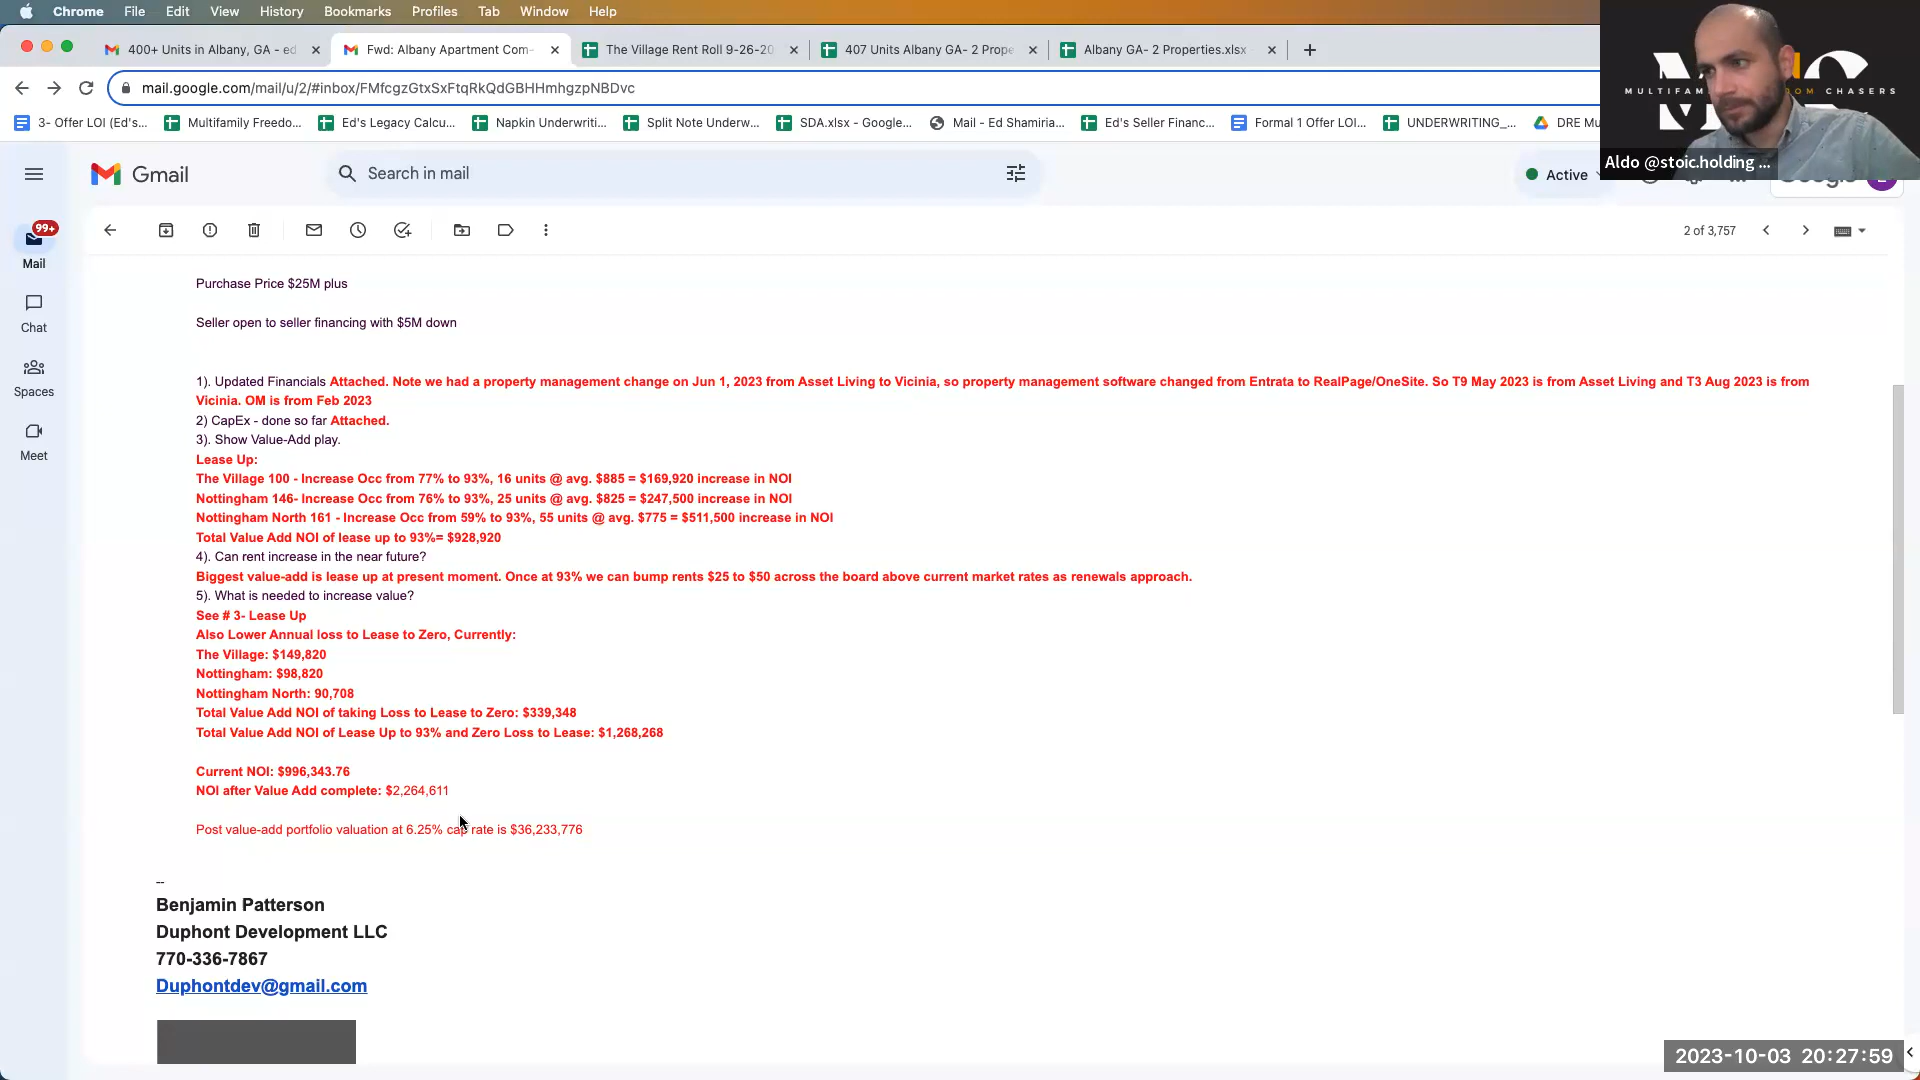 Chrome File Edit View History Bookmarks Profiles Tab Window Help
400+ Units in Albany, GA - ed
Fwd: Albany Apartment Com-
The Village Rent Roll 9-26-20
407 Units Albany GA- 2 Prope
Albany GA- 2 Properties.xlsx
mail.google.com/mail/u/2/#inbox/FMfcgzGtxSxFtqRkQdGBHHmhgzpNBDvc
3- Offer LOI (Ed's...
Multifamily Freedo...
Ed's Legacy Calcu...
Napkin Underwriti...
Split Note Underw...
SDA.xlsx - Google...
Mail - Ed Shamiria...
Ed's Seller Financ...
Formal 1 Offer LOI...
UNDERWRITING_...
DRE Mu
CHASERS
Aldo @stoic.holding ...
Gmail
Search in mail
Active
99+
Mail
Chat
Spaces
Meet
2 of 3,757
Purchase Price $25M plus
Seller open to seller financing with $5M down
1). Updated Financials Attached. Note we had a property management change on Jun 1, 2023 from Asset Living to Vicinia, so property management software changed from Entrata to RealPage/OneSite. So T9 May 2023 is from Asset Living and T3 Aug 2023 is from
Vicinia. OM is from Feb 2023
2) CapEx - done so far Attached.
3). Show Value-Add play.
Lease Up:
The Village 100 - Increase Occ from 77% to 93%, 16 units @ avg. $885 = $169,920 increase in NOI
Nottingham 146- Increase Occ from 76% to 93%, 25 units @ avg. $825 = $247,500 increase in NOI
Nottingham North 161 - Increase Occ from 59% to 93%, 55 units @ avg. $775 = $511,500 increase in NOI
Total Value Add NOI of lease up to 93%= $928,920
4). Can rent increase in the near future?
Biggest value-add is lease up at present moment. Once at 93% we can bump rents $25 to $50 across the board above current market rates as renewals approach.
5). What is needed to increase value?
See # 3- Lease Up
Also Lower Annual loss to Lease to Zero, Currently:
The Village: $149,820
Nottingham: $98,820
Nottingham North: 90,708
Total Value Add NOI of taking Loss to Lease to Zero: $339,348
Total Value Add NOI of Lease Up to 93% and Zero Loss to Lease: $1,268,268
Current NOI: $996,343.76
NOI after Value Add complete: $2,264,611
Post value-add portfolio valuation at 6.25% cap rate is $36,233,776
--
Benjamin Patterson
Duphont Development LLC
770-336-7867
Duphontdev@gmail.com
2023-10-03 20:27:59